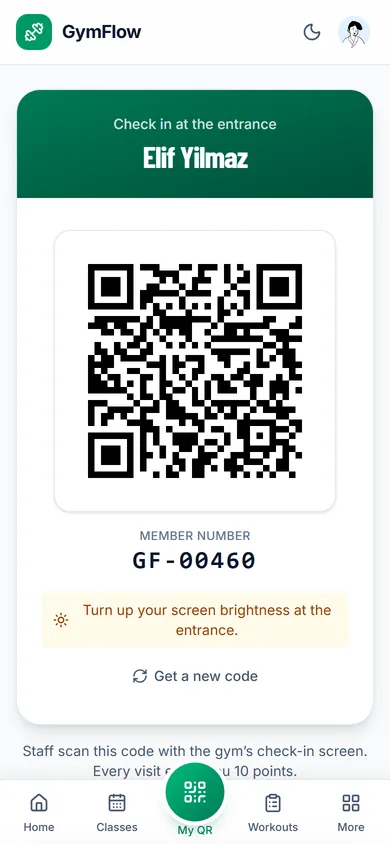 GymFlow
Check in at the entrance
Elif Yilmaz
MEMBER NUMBER
GF-00460
Turn up your screen brightness at the
entrance.
Get a new code
Staff scan this code with the gym's check-in screen.
Every visit 10 points.
Home
Classes
My QR
Workouts
More